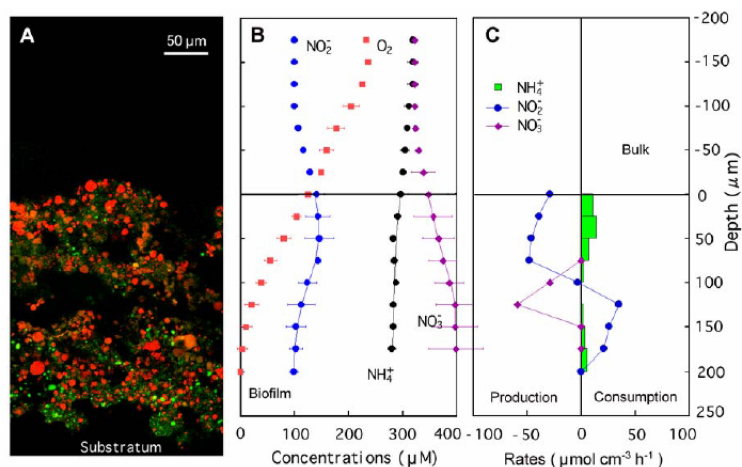 A
50 μm
Substratum
B
NO₂⁻
O₂
NO₃⁻
NH₄⁺
Biofilm
0 100 200 300 400
Concentrations (μM)
C
NH₄⁺
NO₂⁻
NO₃⁻
Bulk
Production
Consumption
-200
-150
-100
-50
0
50
100
150
200
250
Depth (μm)
-100 -50 0 50 100
Rates (μmol cm⁻³ h⁻¹)